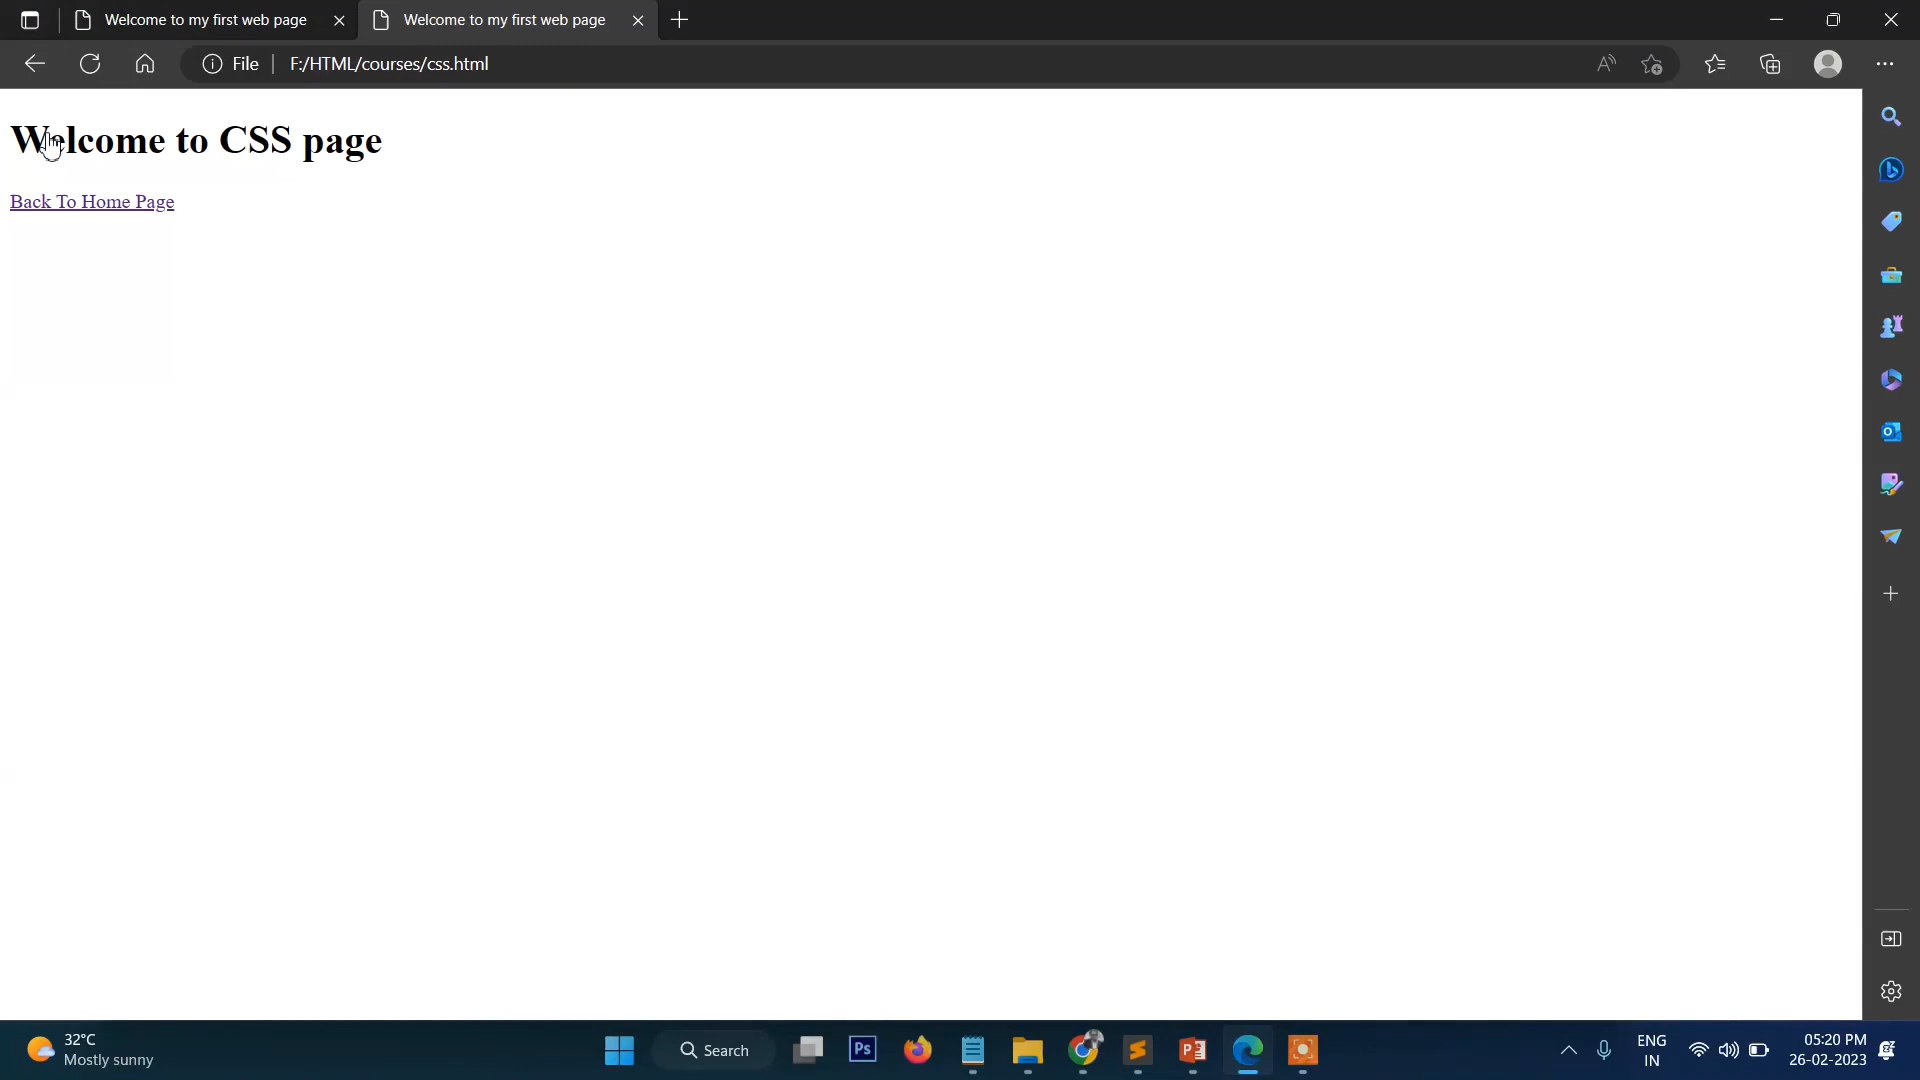 Welcome to my first web page
Welcome to my first web page
File
F:/HTML/courses/css.html
Welcome to CSS page
Back To Home Page
32°C
Mostly sunny
Search
Ps
ENG
IN
05:20 PM
26-02-2023